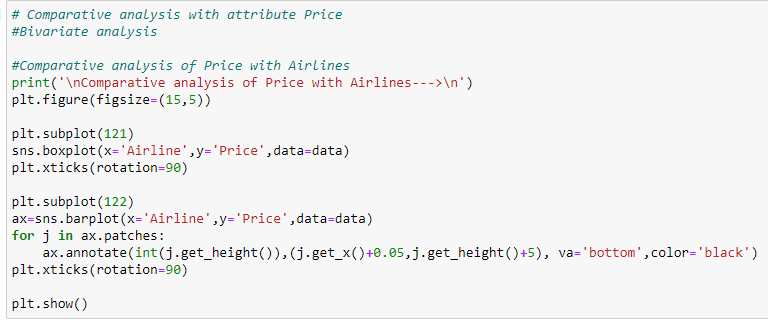 # Comparative analysis with attribute Price
#Bivariate analysis
#Comparative analysis of Price with Airlines
print('\nComparative analysis of Price with Airlines--->\n')
plt.figure(figsize=(15,5))
plt.subplot(121)
sns.boxplot(x='Airline',y='Price',data=data)
plt.xticks(rotation=90)
plt.subplot(122)
ax=sns.barplot(x='Airline',y='Price',data=data)
for j in ax.patches:
    ax.annotate(int(j.get_height()),(j.get_x()+0.05,j.get_height()+5), va='bottom',color='black')
plt.xticks(rotation=90)
plt.show()